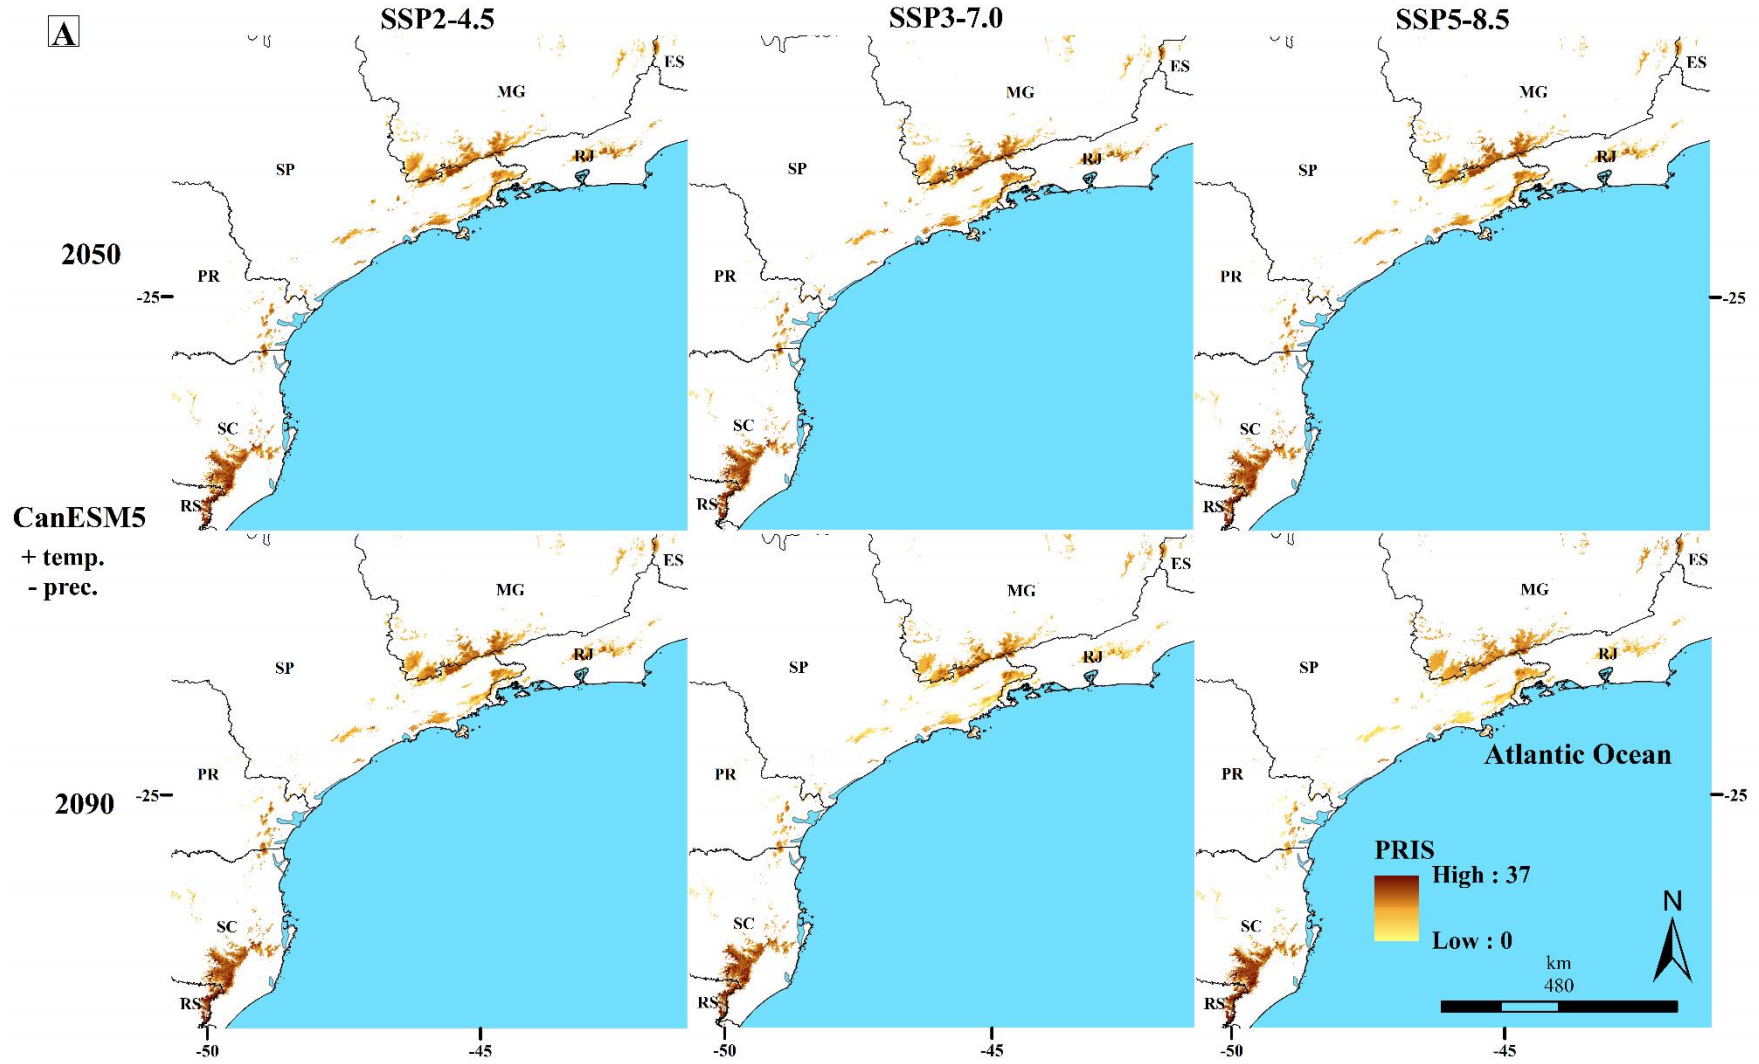 A
SSP2-4.5
SSP3-7.0
SSP5-8.5
ES
MG
SP
RJ
PR
SC
RS
ES
MG
SP
RJ
PR
SC
RS
ES
MG
SP
RJ
PR
SC
RS
2050
-25
-25
CanESM5
+ temp.
- prec.
ES
MG
SP
RJ
PR
SC
RS
ES
MG
SP
RJ
PR
SC
RS
ES
MG
SP
RJ
PR
SC
RS
Atlantic Ocean
2090
-25
-25
PRIS
High : 37
Low : 0
N
km
480
-50
-45
-50
-45
-50
-45